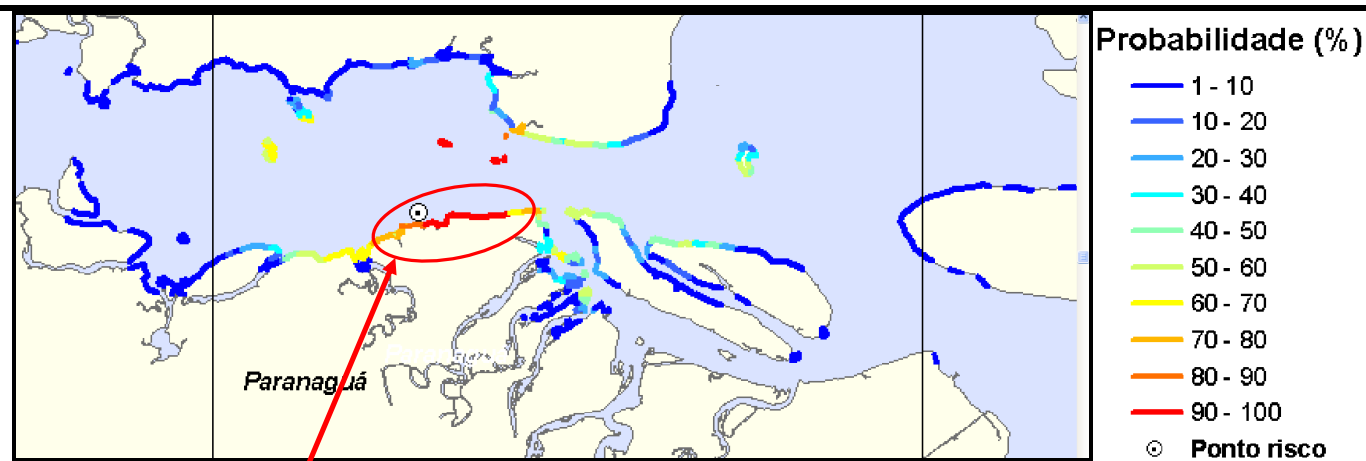 Probabilidade (%)
1 - 10
10 - 20
20 - 30
30 - 40
40 - 50
50 - 60
60 - 70
70 - 80
80 - 90
90 - 100
Ponto risco
Paranaguá